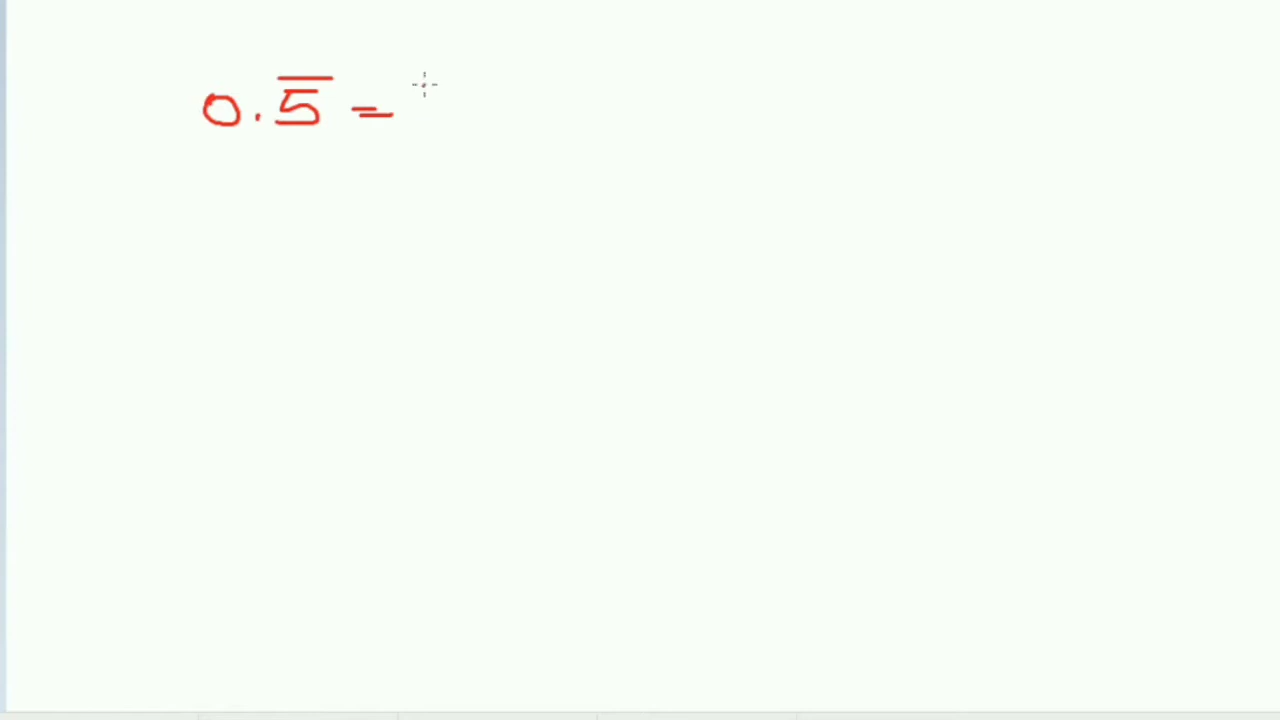 0.5̅ =